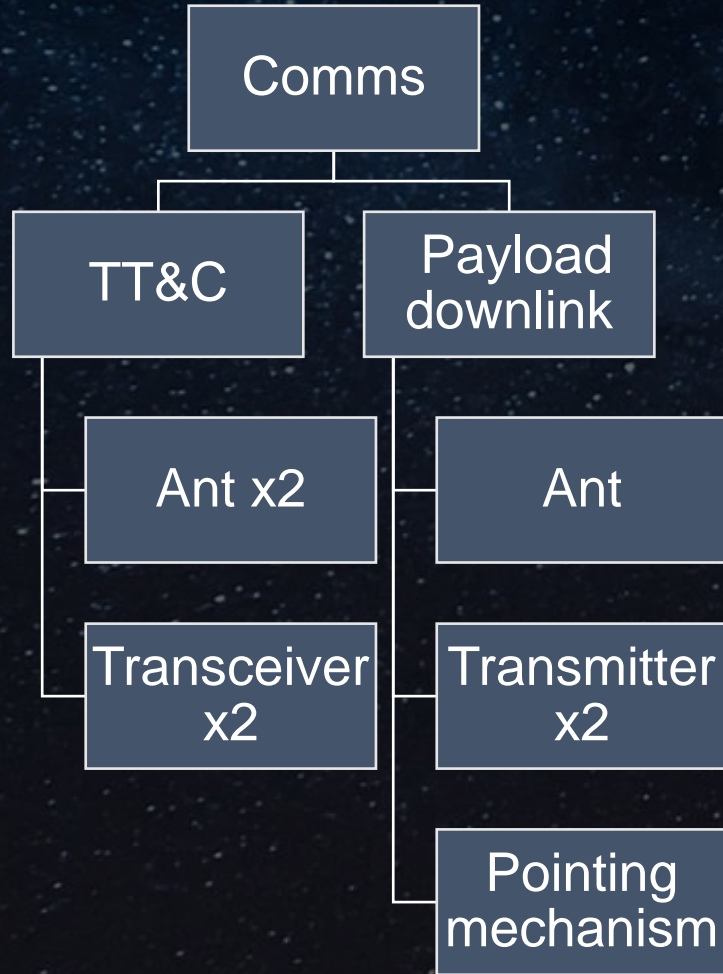 Comms
TT&C
Payload
downlink
Ant x2
Transceiver
x2
Ant
Transmitter
x2
Pointing
mechanism